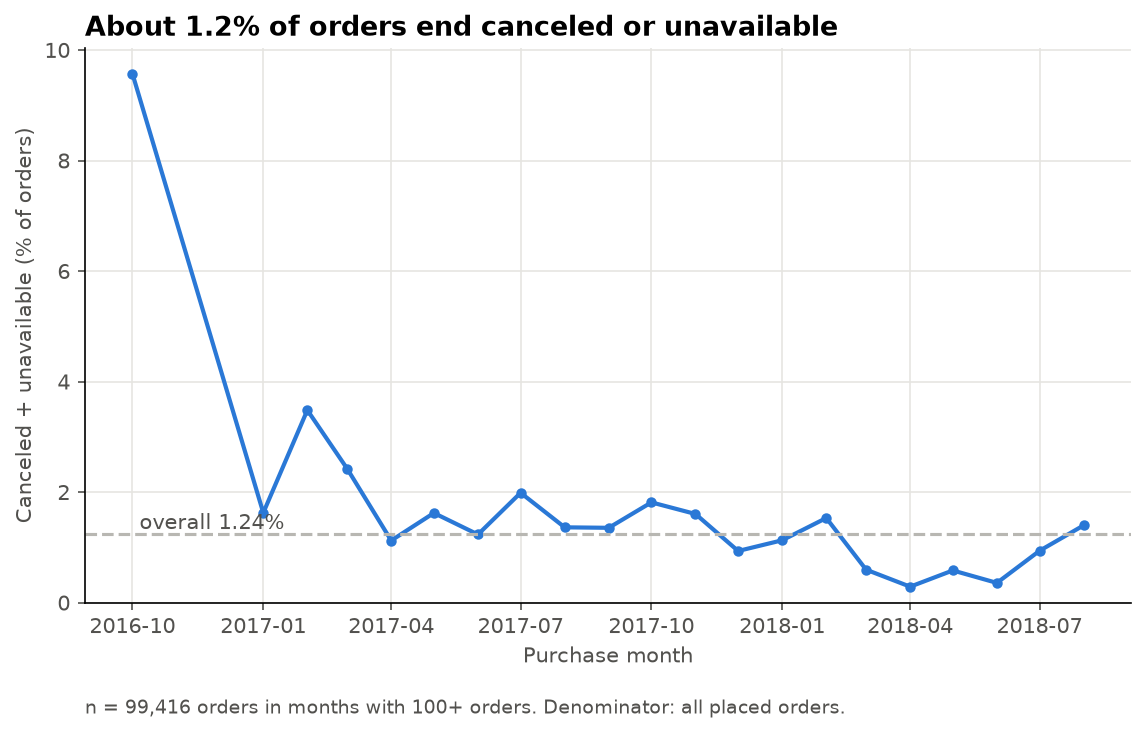 About 1.2% of orders end canceled or unavailable
Canceled + unavailable (% of orders)
10
8
6
4
2
0
overall 1.24%
2016-10 2017-01 2017-04 2017-07 2017-10 2018-01 2018-04 2018-07
Purchase month
n = 99,416 orders in months with 100+ orders. Denominator: all placed orders.